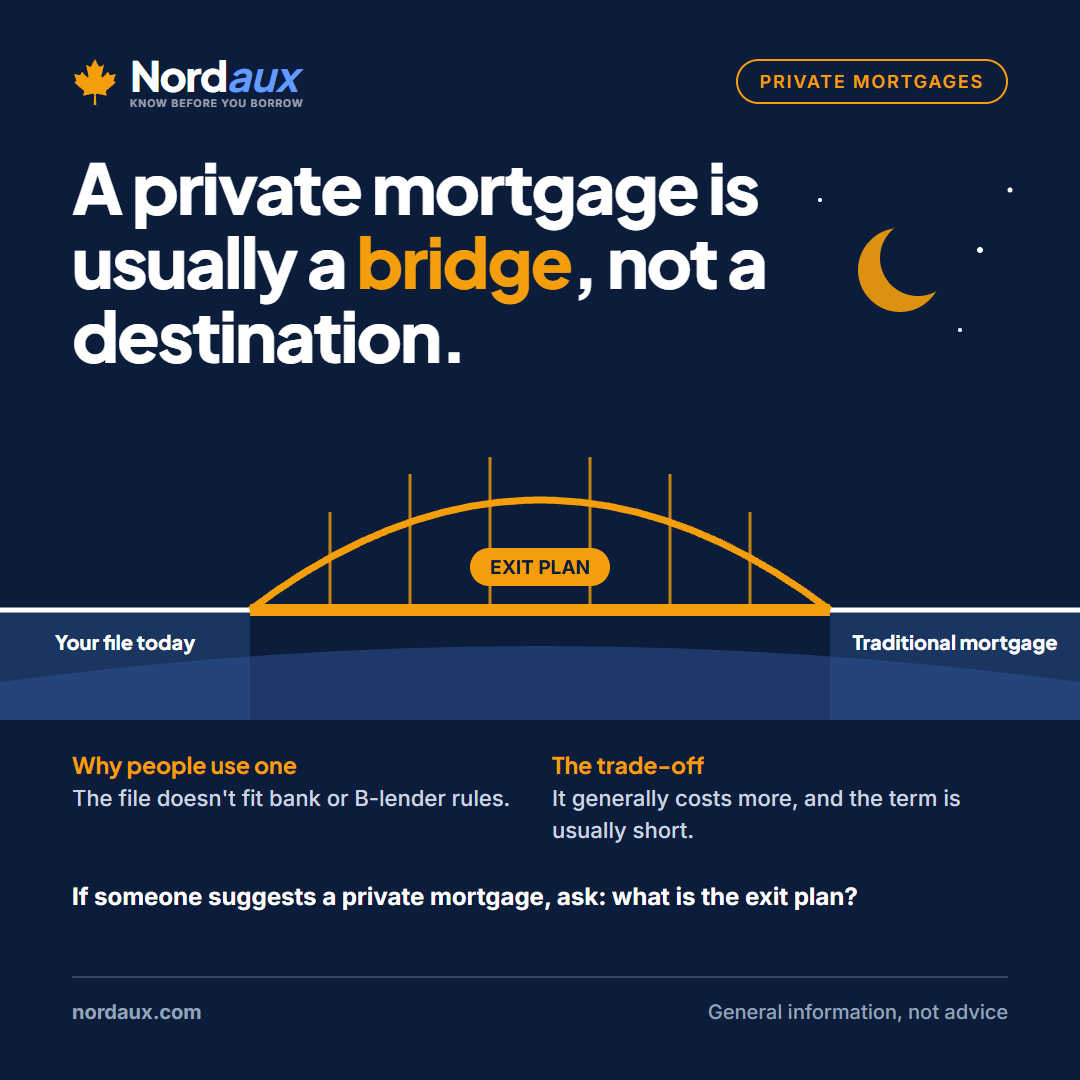 Nordaux
KNOW BEFORE YOU BORROW
PRIVATE MORTGAGES
A private mortgage is
usually a bridge, not a
destination.
EXIT PLAN
Your file today
Traditional mortgage
Why people use one
The file doesn't fit bank or B-lender rules.
The trade-off
It generally costs more, and the term is
usually short.
If someone suggests a private mortgage, ask: what is the exit plan?
nordaux.com
General information, not advice